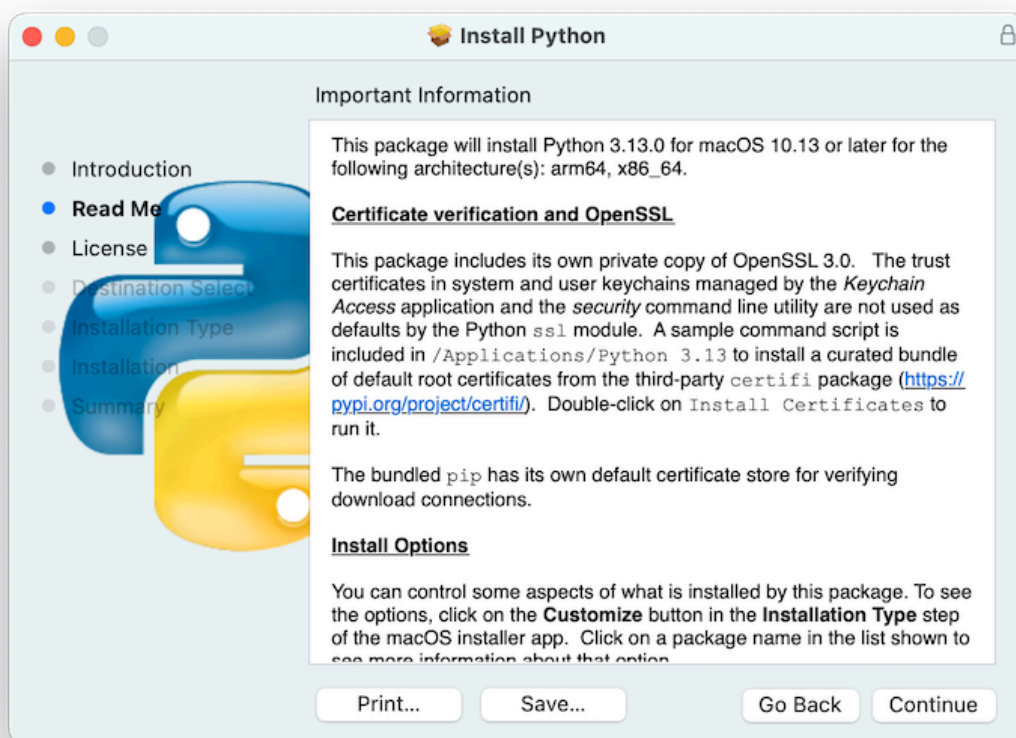 Install Python
Important Information
Introduction
Read Me
License
Destination Select
Installation Type
Installation
Summary
This package will install Python 3.13.0 for macOS 10.13 or later for the
following architecture(s): arm64, x86_64.
Certificate verification and OpenSSL
This package includes its own private copy of OpenSSL 3.0.   The trust
certificates in system and user keychains managed by the Keychain
Access application and the security command line utility are not used as
defaults by the Python ssl module.  A sample command script is
included in /Applications/Python 3.13 to install a curated bundle
of default root certificates from the third-party certifi package (https://
pypi.org/project/certifi/).  Double-click on Install Certificates to
run it.
The bundled pip has its own default certificate store for verifying
download connections.
Install Options
You can control some aspects of what is installed by this package. To see
the options, click on the Customize button in the Installation Type step
of the macOS installer app.  Click on a package name in the list shown to
see more information about that option.
Print...
Save...
Go Back
Continue